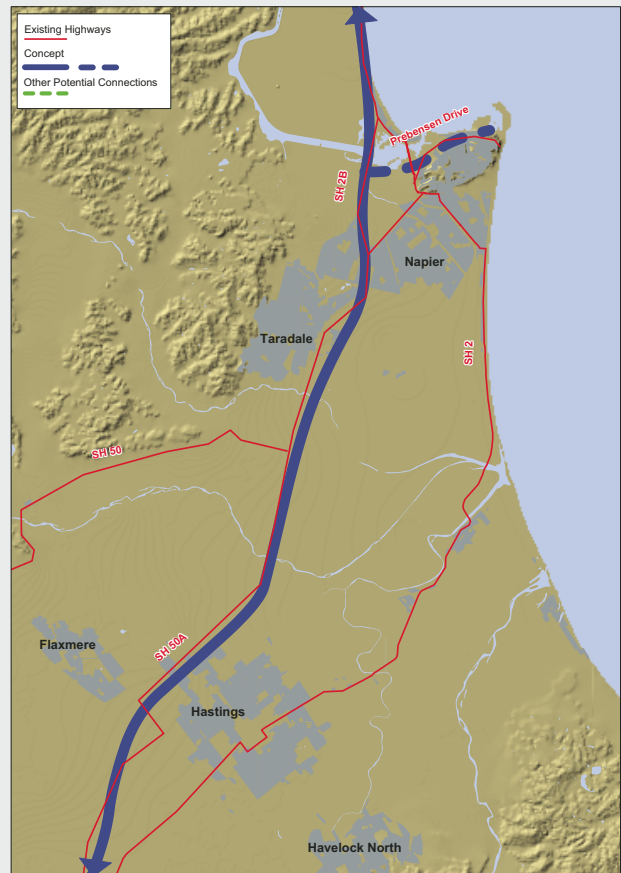 Existing Highways
Concept
Other Potential Connections
Prebensen Drive
SH 2B
Napier
Taradale
SH 2
SH 50
Flaxmere
SH 50A
Hastings
Havelock North